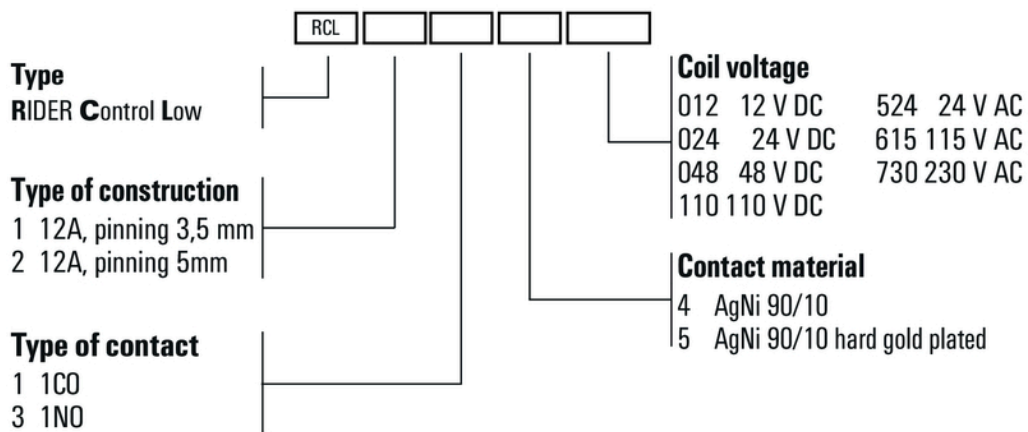 RCL
Type
RIDER Control Low
Type of construction
1 12A, pinning 3,5 mm
2 12A, pinning 5mm
Type of contact
1 1CO
3 1NO
Coil voltage
012 12 V DC 524 24 V AC
024 24 V DC 615 115 V AC
048 48 V DC 730 230 V AC
110 110 V DC
Contact material
4 AgNi 90/10
5 AgNi 90/10 hard gold plated